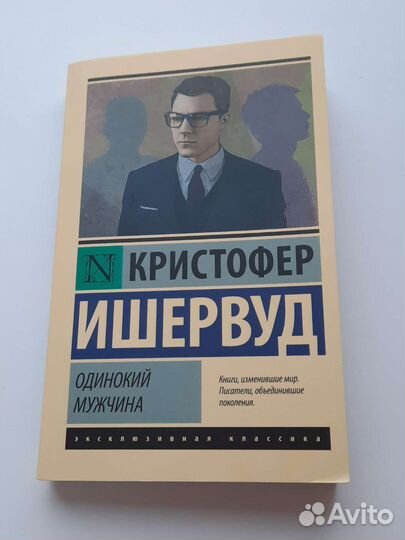 N
КРИСТОФЕР
ИШЕРВУД
ОДИНОКИЙ
МУЖЧИНА
Книги, изменившие мир.
Писатели, объединившие
поколения.
эксклюзивная классика
Avito